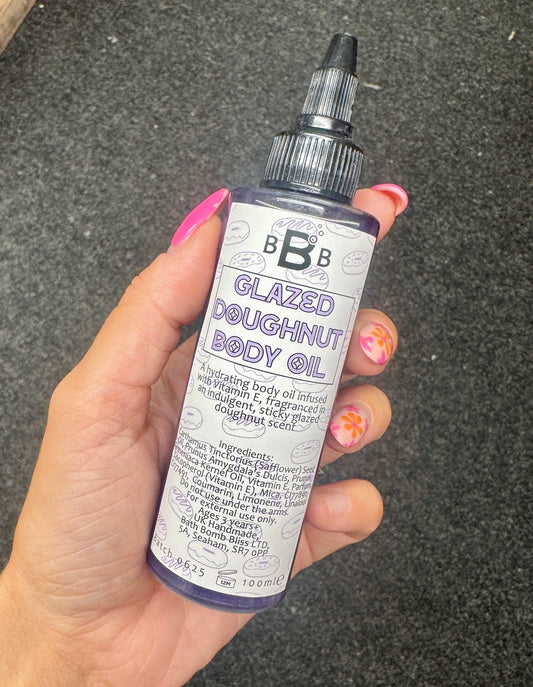 BBB
GLAZED
DOUGHNUT
BODY OIL
A hydrating body oil infused
with Vitamin E, fragranced in
an indulgent, sticky glazed
doughnut scent
Ingredients:
Tinctorius (Safflower) Seed
Oil, Prunus Amygdala's Dulcis, Prunus
Kernel Oil, Vitamin E, Parfum,
(Vitamin E), Mica,
Coumarin, Limonene, Linalool
Do not use under the arms.
For external use only.
Ages 3 years+
UK Handmade,
Bath Bomb Bliss LTD,
5A, Seaham, SR7 0PP
Batch 0625
12M
100ml e